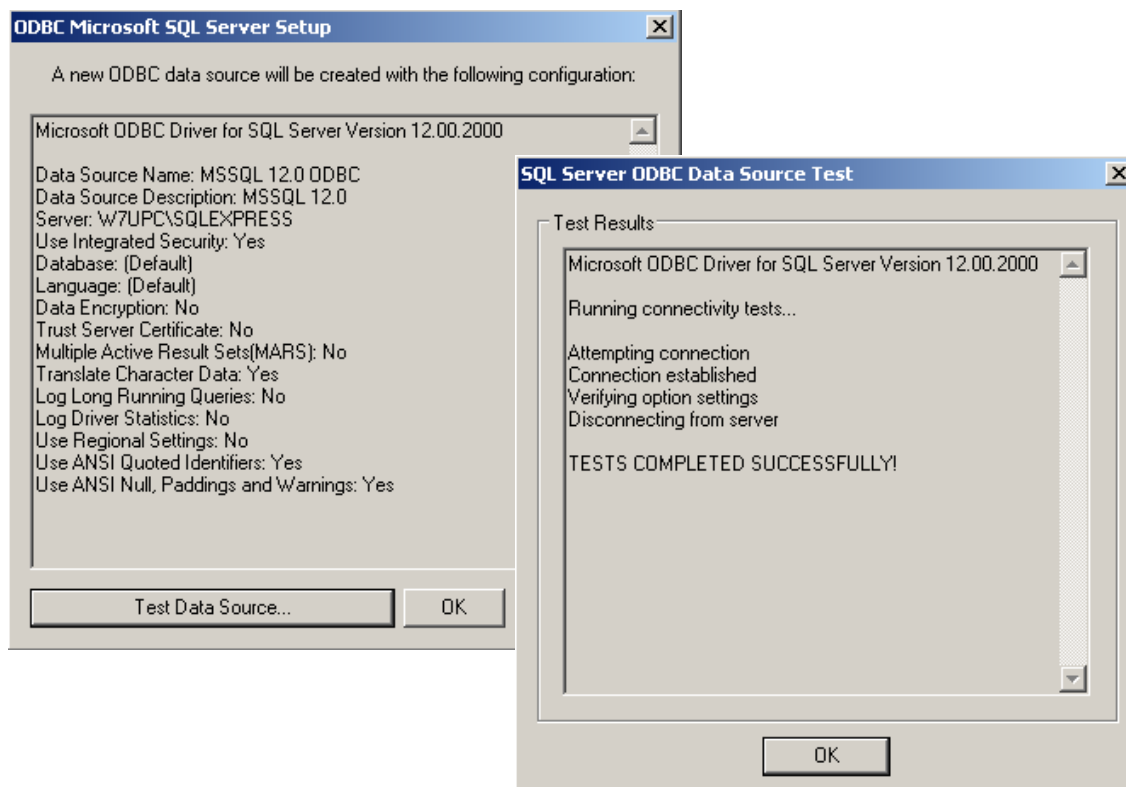 ODBC Microsoft SQL Server Setup
A new ODBC data source will be created with the following configuration:
Microsoft ODBC Driver for SQL Server Version 12.00.2000
Data Source Name: MSSQL 12.0 ODBC
Data Source Description: MSSQL 12.0
Server: W7UPC\SQLEXPRESS
Use Integrated Security: Yes
Database: (Default)
Language: (Default)
Data Encryption: No
Trust Server Certificate: No
Multiple Active Result Sets(MARS): No
Translate Character Data: Yes
Log Long Running Queries: No
Log Driver Statistics: No
Use Regional Settings: No
Use ANSI Quoted Identifiers: Yes
Use ANSI Null, Paddings and Warnings: Yes
Test Data Source...
OK
SQL Server ODBC Data Source Test
Test Results
Microsoft ODBC Driver for SQL Server Version 12.00.2000
Running connectivity tests...
Attempting connection
Connection established
Verifying option settings
Disconnecting from server
TESTS COMPLETED SUCCESSFULLY!
OK